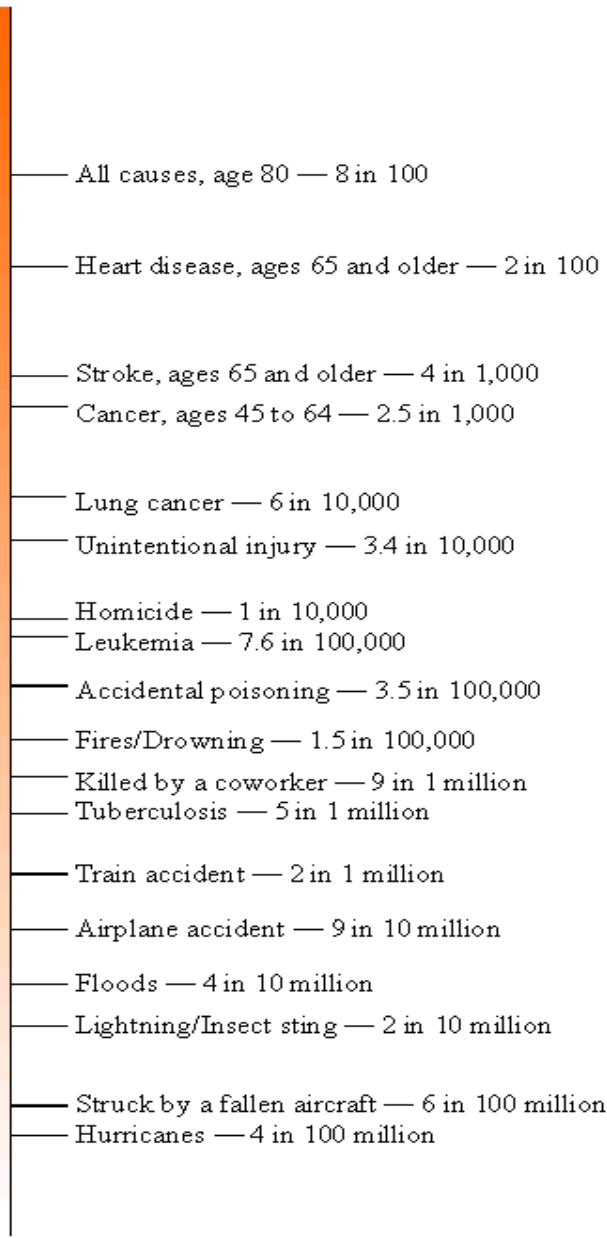 All causes, age 80 — 8 in 100
Heart disease, ages 65 and older — 2 in 100
Stroke, ages 65 and older — 4 in 1,000
Cancer, ages 45 to 64 — 2.5 in 1,000
Lung cancer — 6 in 10,000
Unintentional injury — 3.4 in 10,000
Homicide — 1 in 10,000
Leukemia — 7.6 in 100,000
Accidental poisoning — 3.5 in 100,000
Fires/Drowning — 1.5 in 100,000
Killed by a coworker — 9 in 1 million
Tuberculosis — 5 in 1 million
Train accident — 2 in 1 million
Airplane accident — 9 in 10 million
Floods — 4 in 10 million
Lightning/Insect sting — 2 in 10 million
Struck by a fallen aircraft — 6 in 100 million
Hurricanes — 4 in 100 million